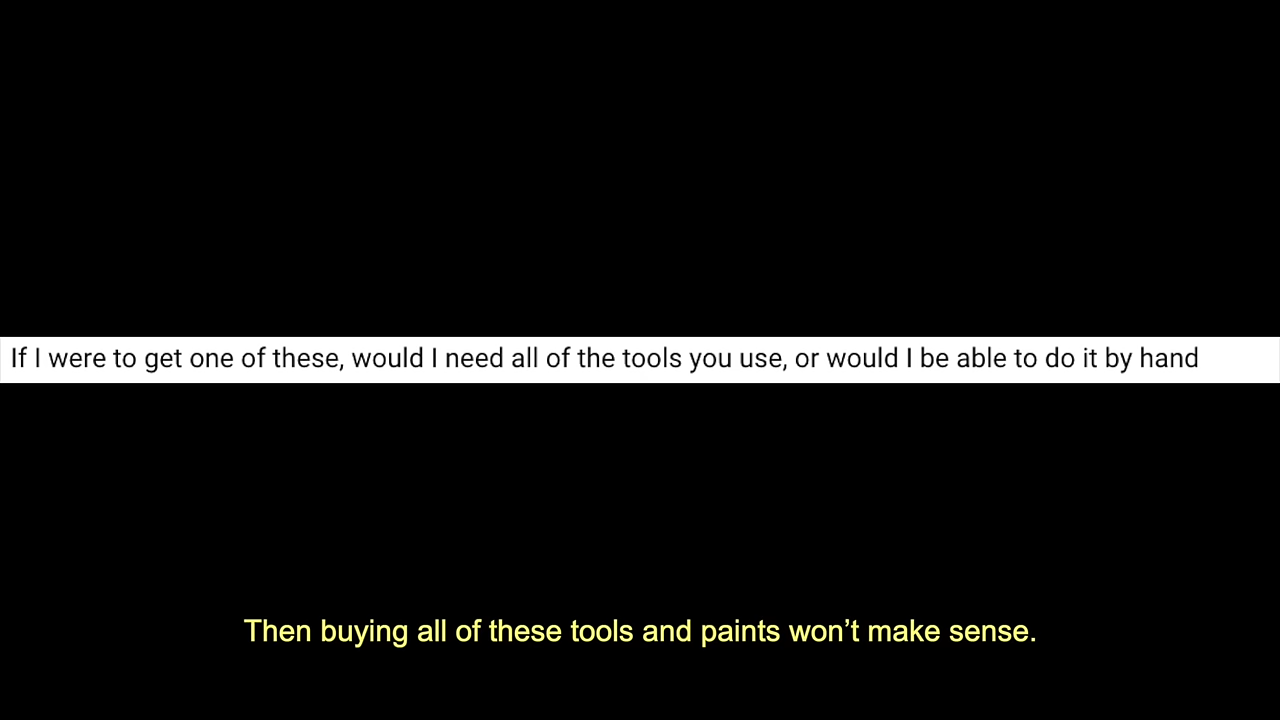 If I were to get one of these, would I need all of the tools you use, or would I be able to do it by hand
Then buying all of these tools and paints won’t make sense.